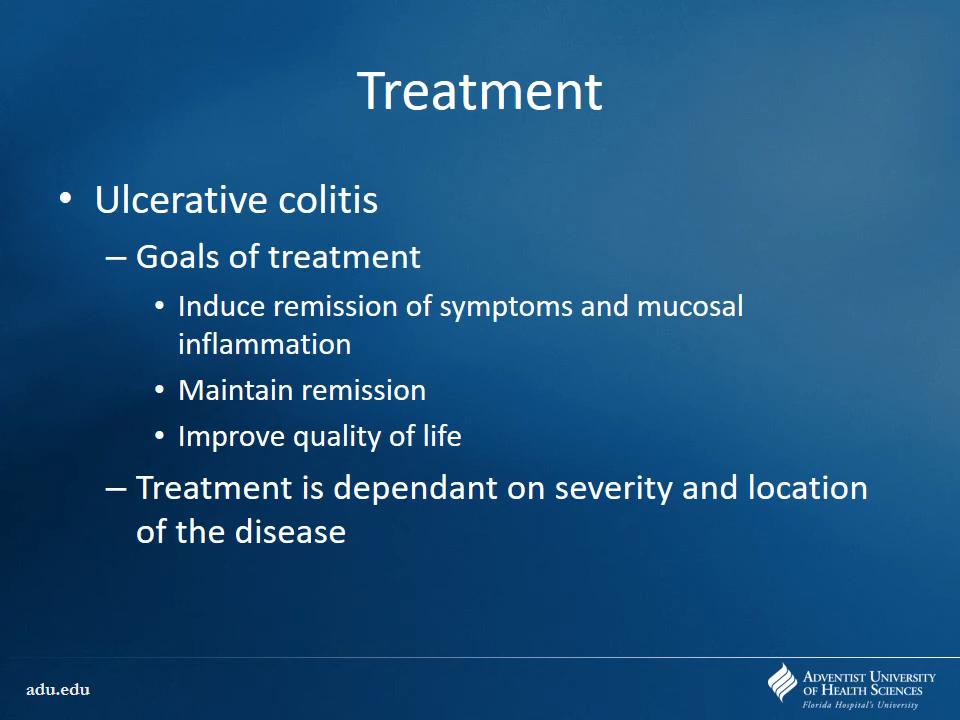 Treatment
• Ulcerative colitis
– Goals of treatment
• Induce remission of symptoms and mucosal
inflammation
• Maintain remission
• Improve quality of life
– Treatment is dependant on severity and location
of the disease
adu.edu
ADVENTIST UNIVERSITY
OF HEALTH SCIENCES
Florida Hospital's University